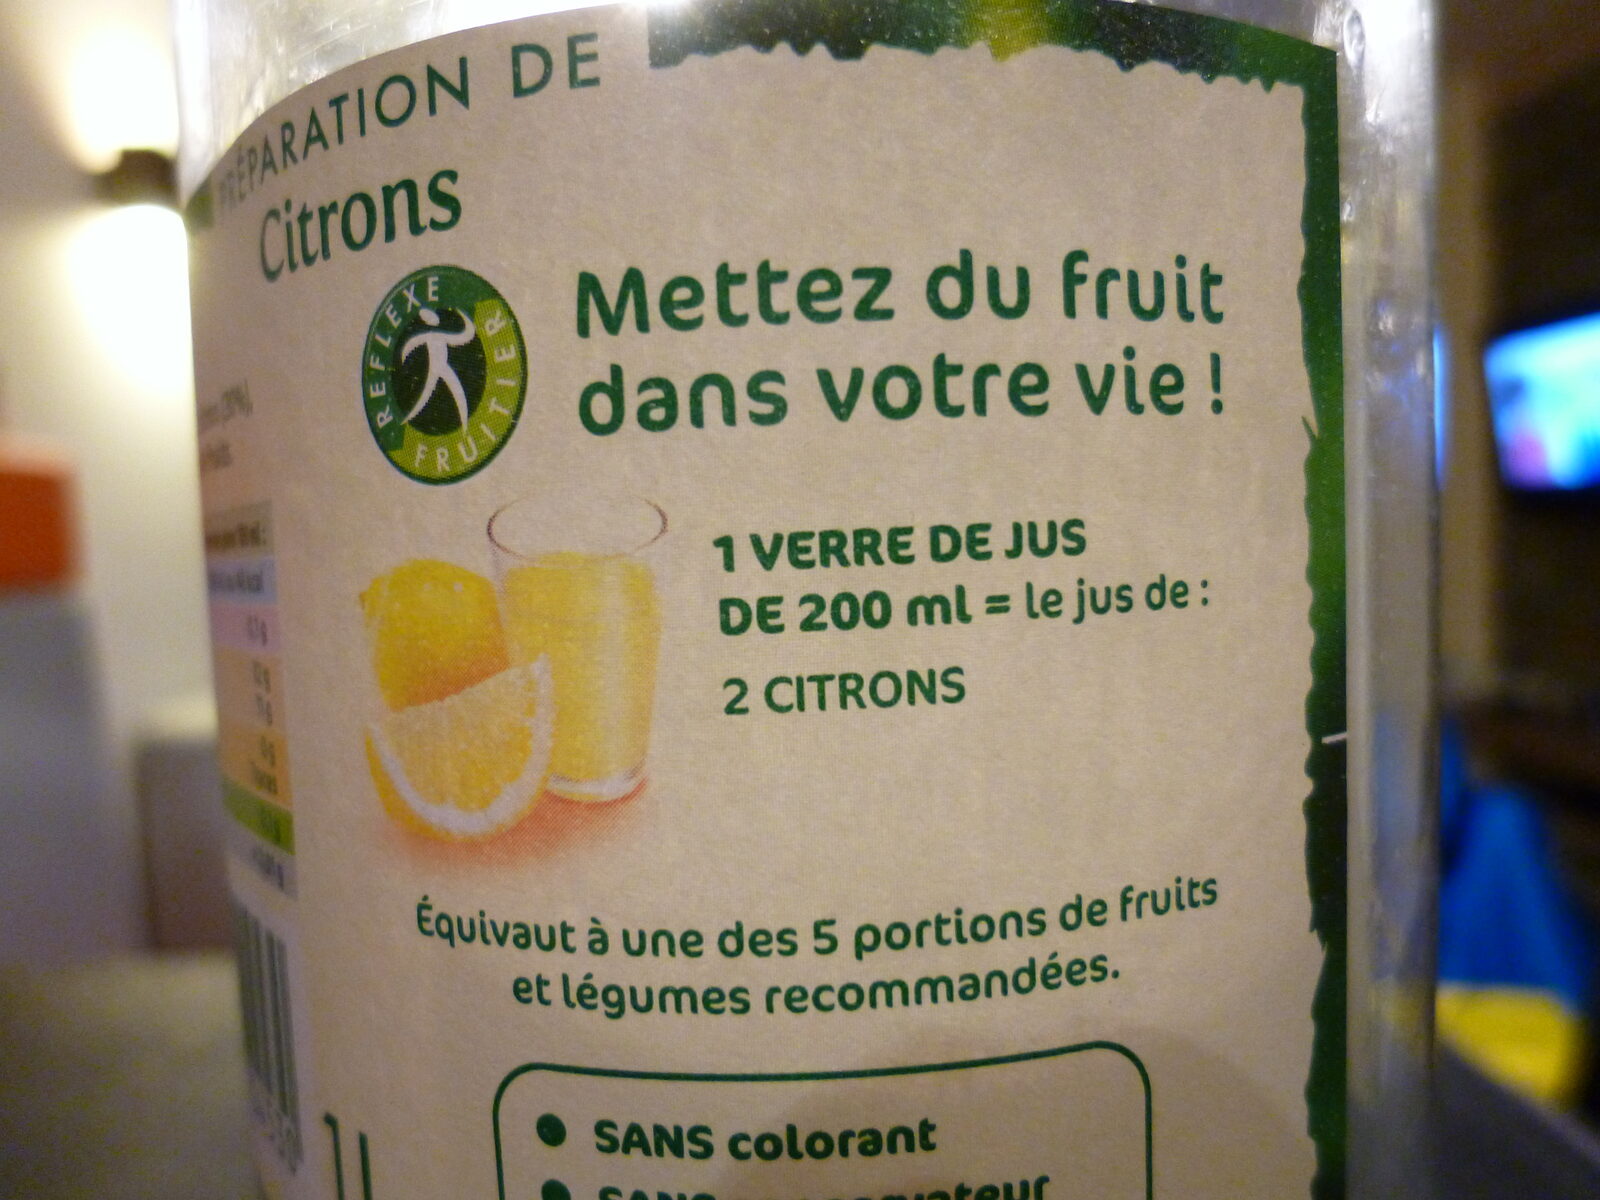 PRÉPARATION DE
Citrons
REFLEXE FRUITIER
Mettez du fruit
dans votre vie !
1 VERRE DE JUS
DE 200 ml = le jus de :
2 CITRONS
Équivaut à une des 5 portions de fruits
et légumes recommandées.
SANS colorant
SANS